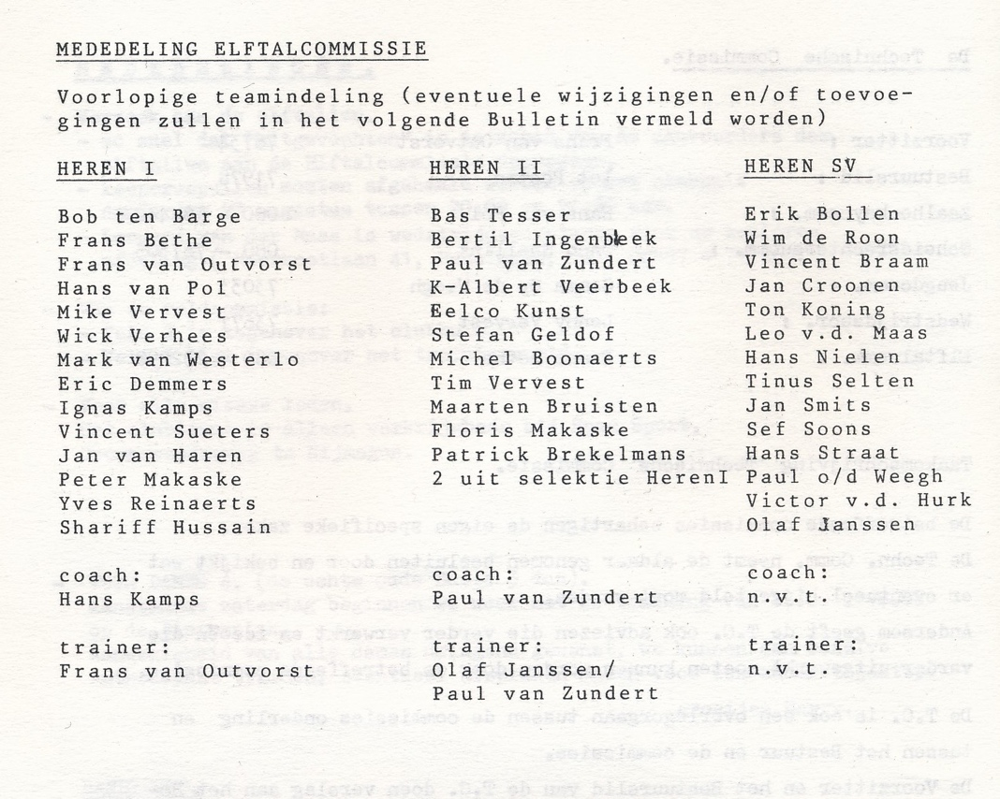 MEDEDELING ELFTALCOMMISSIE
Voorlopige teamindeling (eventuele wijzigingen en/of toevoe-
gingen zullen in het volgende Bulletin vermeld worden)
HEREN I
Bob ten Barge
Frans Bethe
Frans van Outvorst
Hans van Pol
Mike Vervest
Wick Verhees
Mark van Westerlo
Eric Demmers
Ignas Kamps
Vincent Sueters
Jan van Haren
Peter Makaske
Yves Reinaerts
Shariff Hussain
coach:
Hans Kamps
trainer:
Frans van Outvorst
HEREN II
Bas Tesser
Bertil Ingenbleek
Paul van Zundert
K-Albert Veerbeek
Eelco Kunst
Stefan Geldof
Michel Boonaerts
Tim Vervest
Maarten Bruisten
Floris Makaske
Patrick Brekelmans
2 uit selektie HerenI
coach:
Paul van Zundert
trainer:
Olaf Janssen/
Paul van Zundert
HEREN SV
Erik Bollen
Wim de Roon
Vincent Braam
Jan Croonen
Ton Koning
Leo v.d. Maas
Hans Nielen
Tinus Selten
Jan Smits
Sef Soons
Hans Straat
Paul o/d Weegh
Victor v.d. Hurk
Olaf Janssen
coach:
n.v.t.
trainer:
n.v.t.